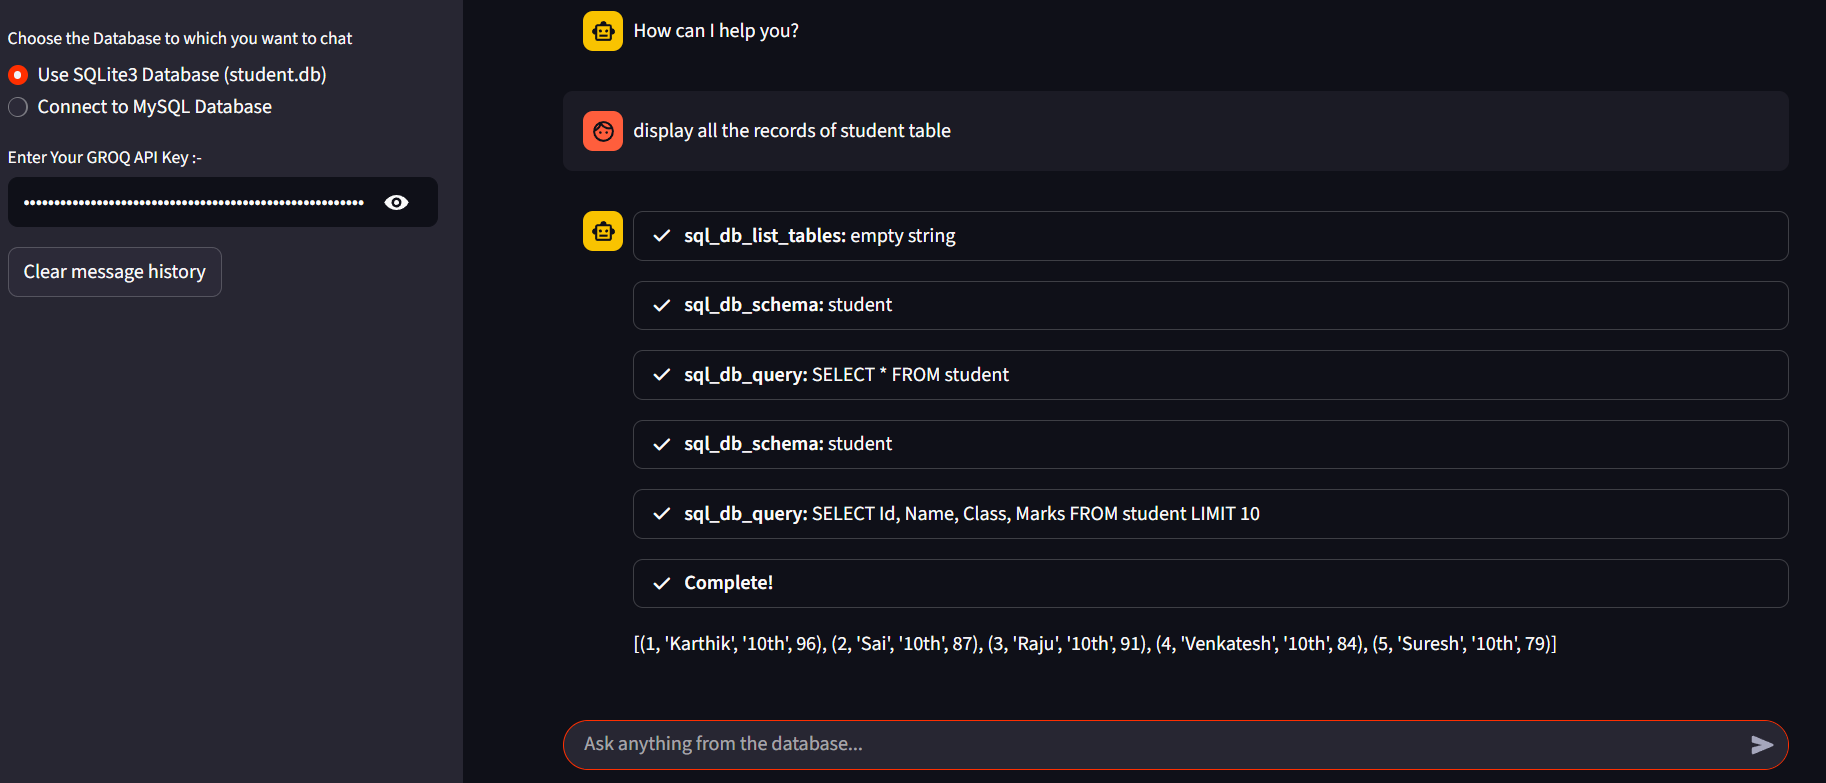 Choose the Database to which you want to chat
Use SQLite3 Database (student.db)
Connect to MySQL Database
Enter Your GROQ API Key :-
Clear message history
How can I help you?
display all the records of student table
sql_db_list_tables: empty string
sql_db_schema: student
sql_db_query: SELECT * FROM student
sql_db_schema: student
sql_db_query: SELECT Id, Name, Class, Marks FROM student LIMIT 10
Complete!
[(1, 'Karthik', '10th', 96), (2, 'Sai', '10th', 87), (3, 'Raju', '10th', 91), (4, 'Venkatesh', '10th', 84), (5, 'Suresh', '10th', 79)]
Ask anything from the database...